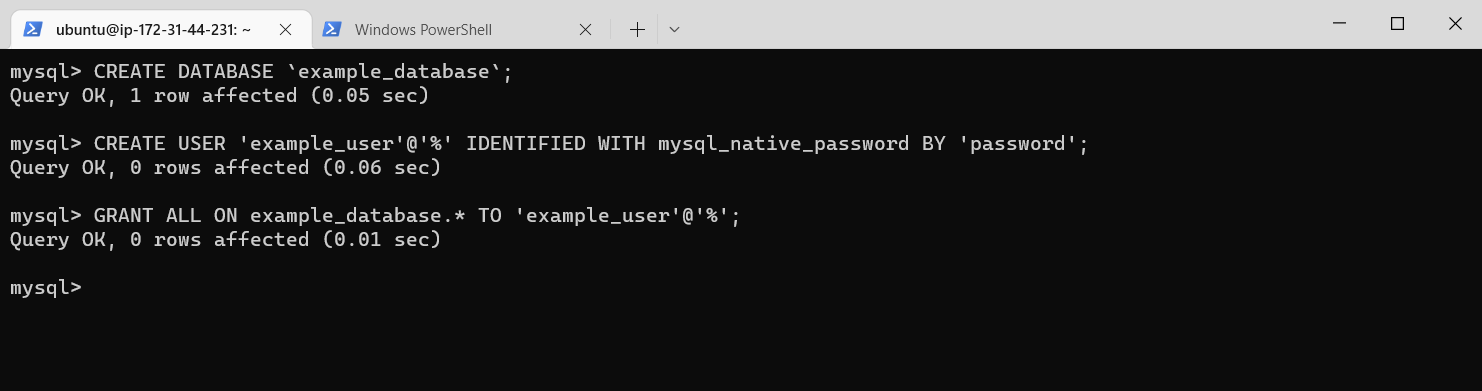 ubuntu@ip-172-31-44-231: ~
Windows PowerShell
mysql> CREATE DATABASE `example_database`;
Query OK, 1 row affected (0.05 sec)
mysql> CREATE USER 'example_user'@'%' IDENTIFIED WITH mysql_native_password BY 'password';
Query OK, 0 rows affected (0.06 sec)
mysql> GRANT ALL ON example_database.* TO 'example_user'@'%';
Query OK, 0 rows affected (0.01 sec)
mysql>